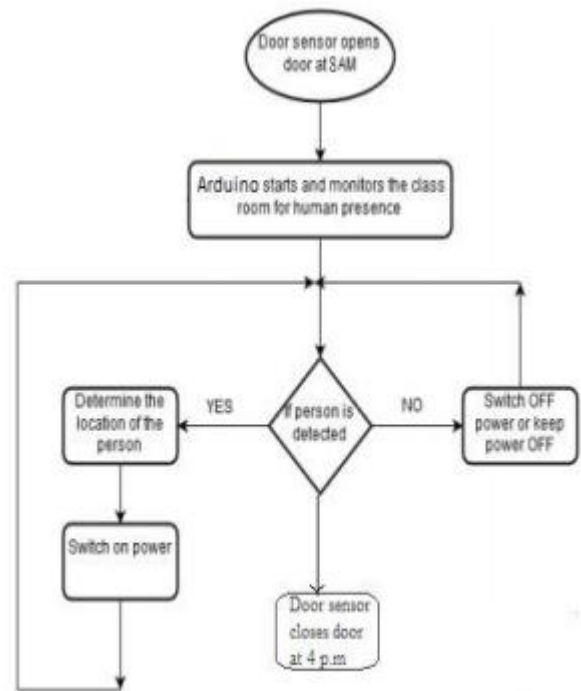 Door sensor opens
door at 8AM
Arduino starts and monitors the class
room for human presence
If person is
detected
YES
NO
Determine the
location of the
person
Switch OFF
power or keep
power OFF
Switch on power
Door sensor
closes door
at 4 p.m